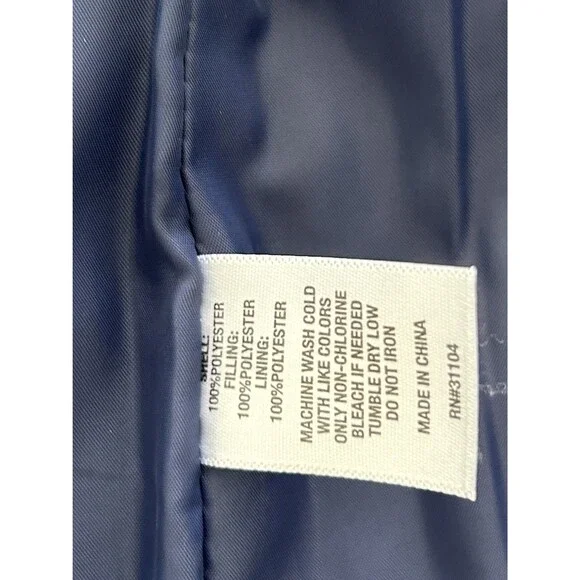 SHELL:
100%POLYESTER
FILLING:
100%POLYESTER
LINING:
100%POLYESTER
MACHINE WASH COLD
WITH LIKE COLORS
ONLY NON-CHLORINE
BLEACH IF NEEDED
TUMBLE DRY LOW
DO NOT IRON
MADE IN CHINA
RN#31104